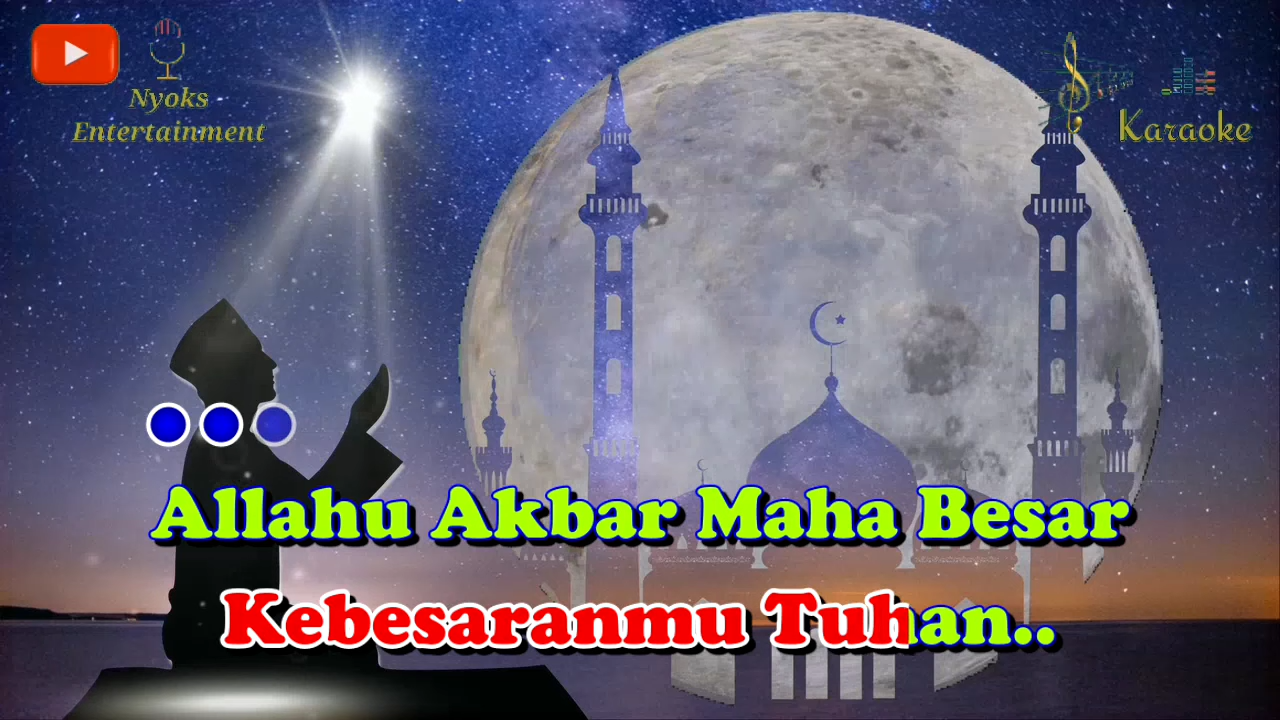 Nyoks
Entertainment
Karaoke
Allahu Akbar Maha Besar
Kebesaranmu Tuhan..